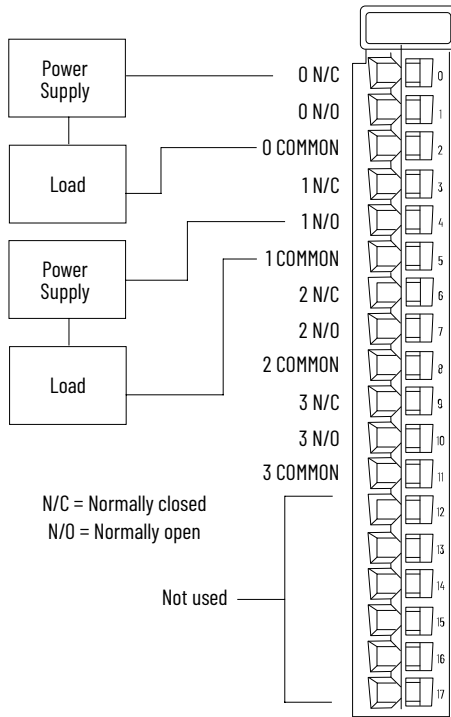 Power
Supply
Load
Power
Supply
Load
0 N/C
0 N/O
0 COMMON
1 N/C
1 N/O
1 COMMON
2 N/C
2 N/O
2 COMMON
3 N/C
3 N/O
3 COMMON
N/C = Normally closed
N/O = Normally open
Not used
0
1
2
3
4
5
6
7
8
9
10
11
12
13
14
15
16
17